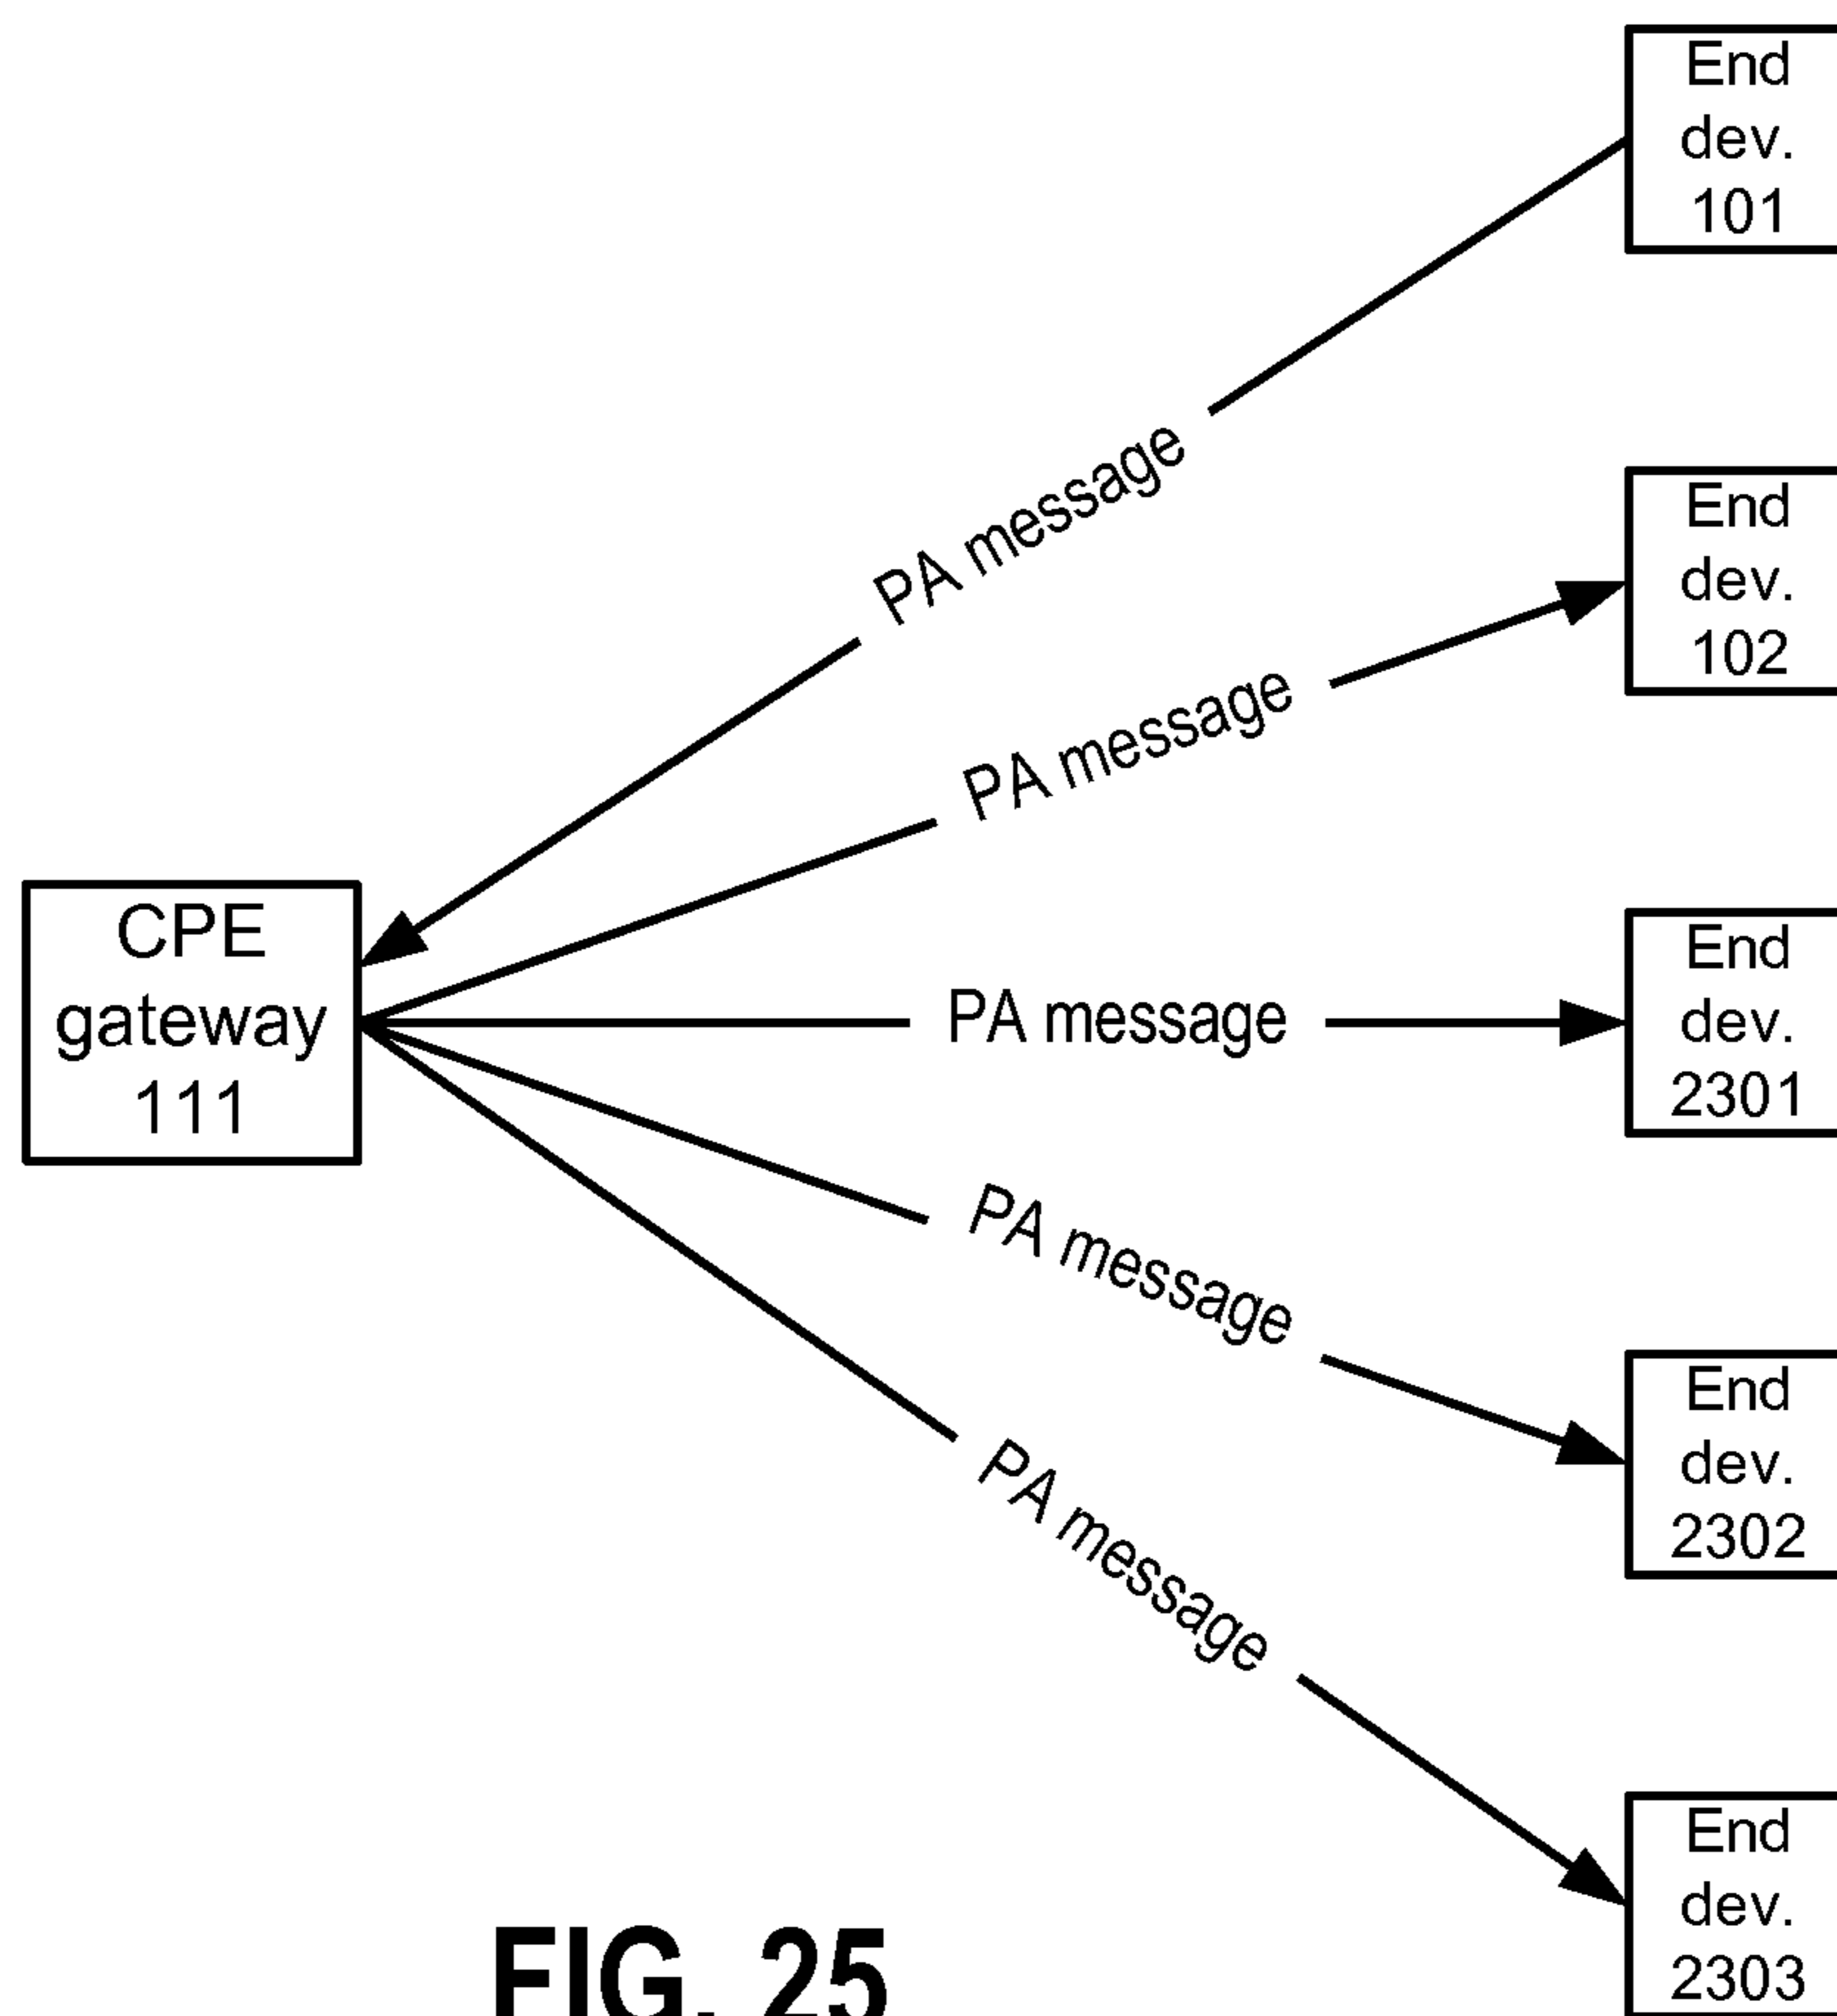 End
dev.
101
PA message
End
dev.
102
PA message
CPE
gateway
111
PA message
End
dev.
2301
PA message
End
dev.
2302
PA message
End
dev.
2303
FIG. 25